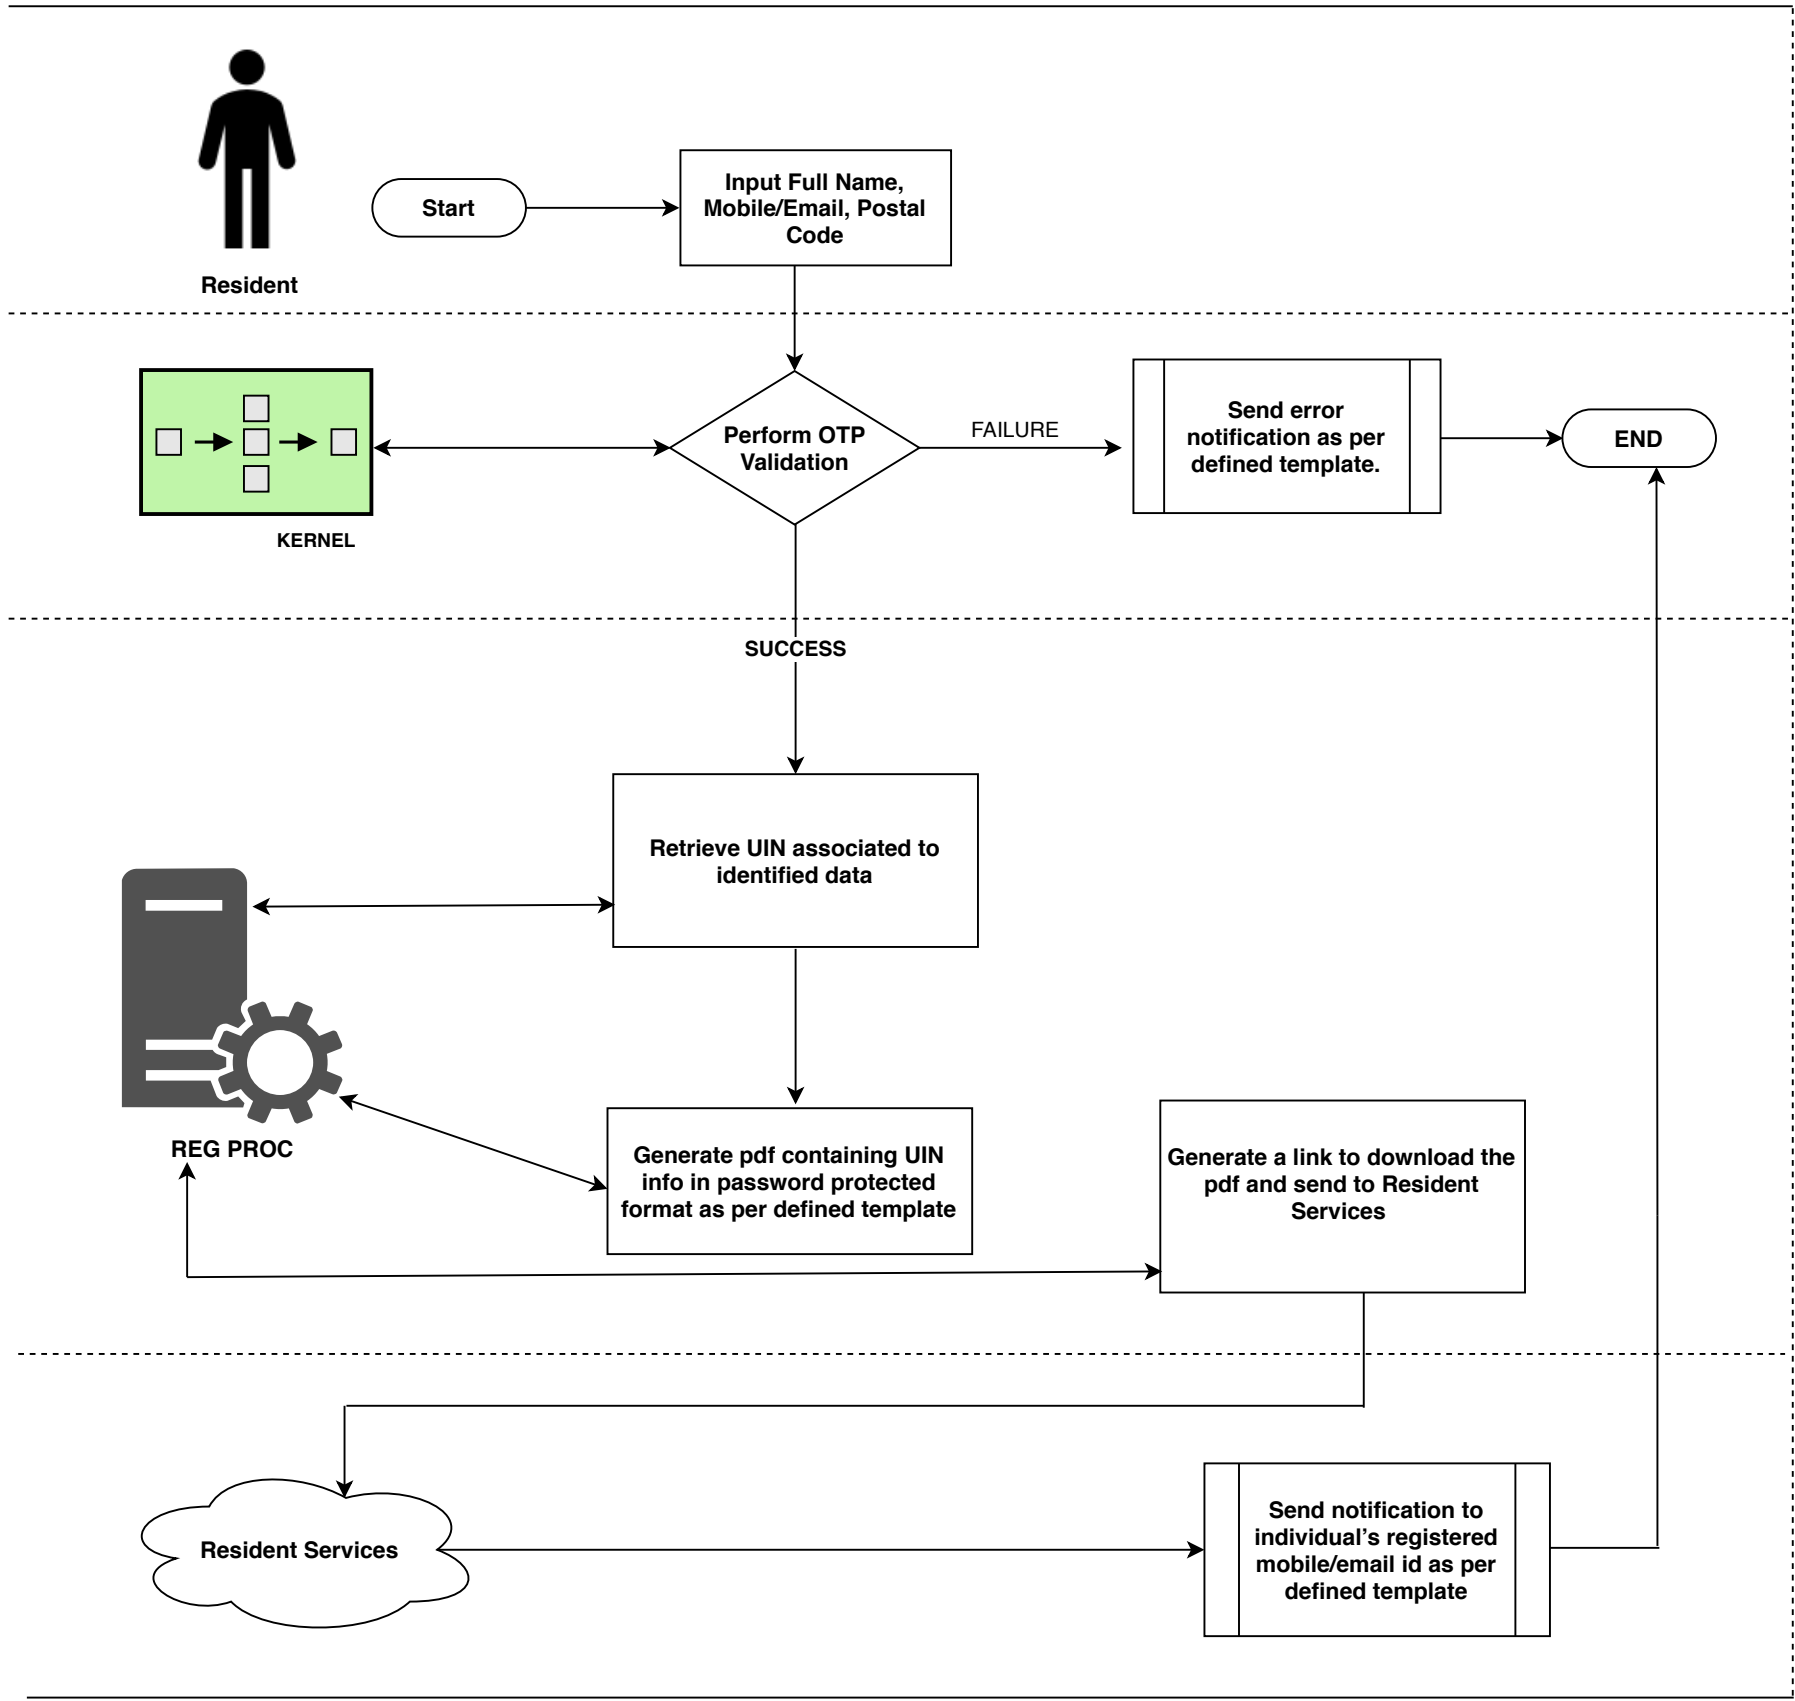 Start
Input Full Name,
Mobile/Email, Postal
Code
Resident
Perform OTP
Validation
FAILURE
Send error
notification as per
defined template.
END
KERNEL
SUCCESS
Retrieve UIN associated to
identified data
REG PROC
Generate pdf containing UIN
info in password protected
format as per defined template
Generate a link to download the
pdf and send to Resident
Services
Resident Services
Send notification to
individual's registered
mobile/email id as per
defined template